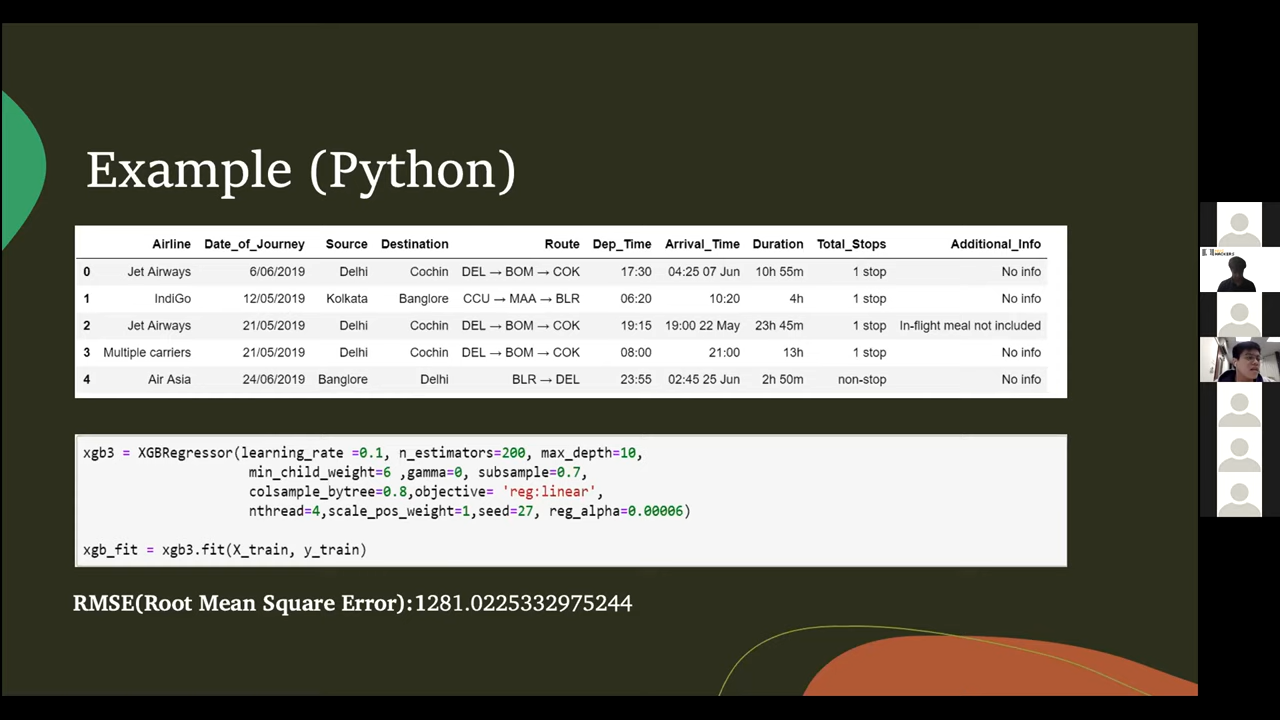 Example (Python)
Airline Date_of_Journey Source Destination Route Dep_Time Arrival_Time Duration Total_Stops Additional_Info
0 Jet Airways 6/06/2019 Delhi Cochin DEL → BOM → COK 17:30 04:25 07 Jun 10h 55m 1 stop No info
1 IndiGo 12/05/2019 Kolkata Banglore CCU → MAA → BLR 06:20 10:20 4h 1 stop No info
2 Jet Airways 21/05/2019 Delhi Cochin DEL → BOM → COK 19:15 19:00 22 May 23h 45m 1 stop In-flight meal not included
3 Multiple carriers 21/05/2019 Delhi Cochin DEL → BOM → COK 08:00 21:00 13h 1 stop No info
4 Air Asia 24/06/2019 Banglore Delhi BLR → DEL 23:55 02:45 25 Jun 2h 50m non-stop No info
xgb3 = XGBRegressor(learning_rate =0.1, n_estimators=200, max_depth=10,
min_child_weight=6 ,gamma=0, subsample=0.7,
colsample_bytree=0.8,objective= 'reg:linear',
nthread=4,scale_pos_weight=1,seed=27, reg_alpha=0.00006)
xgb_fit = xgb3.fit(X_train, y_train)
RMSE(Root Mean Square Error):1281.0225332975244